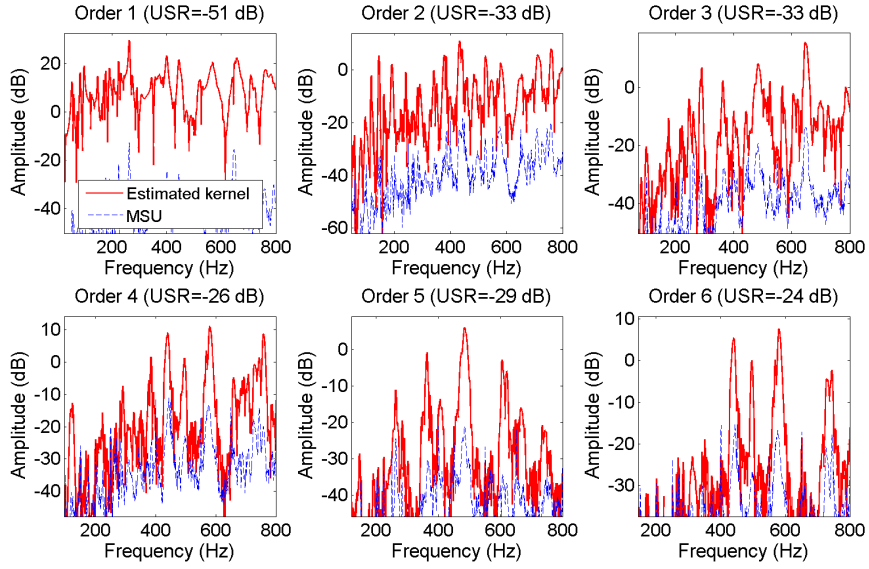 Order 1 (USR=-51 dB)
Order 2 (USR=-33 dB)
Order 3 (USR=-33 dB)
Amplitude (dB)
20
0
-20
-40
200
400
600
800
Frequency (Hz)
Estimated kernel
MSU
Amplitude (dB)
0
-20
-40
-60
200
400
600
800
Frequency (Hz)
Amplitude (dB)
0
-20
-40
200
400
600
800
Frequency (Hz)
Order 4 (USR=-26 dB)
Order 5 (USR=-29 dB)
Order 6 (USR=-24 dB)
Amplitude (dB)
10
0
-10
-20
-30
-40
200
400
600
800
Frequency (Hz)
Amplitude (dB)
0
-10
-20
-30
-40
200
400
600
800
Frequency (Hz)
Amplitude (dB)
10
0
-10
-20
-30
200
400
600
800
Frequency (Hz)